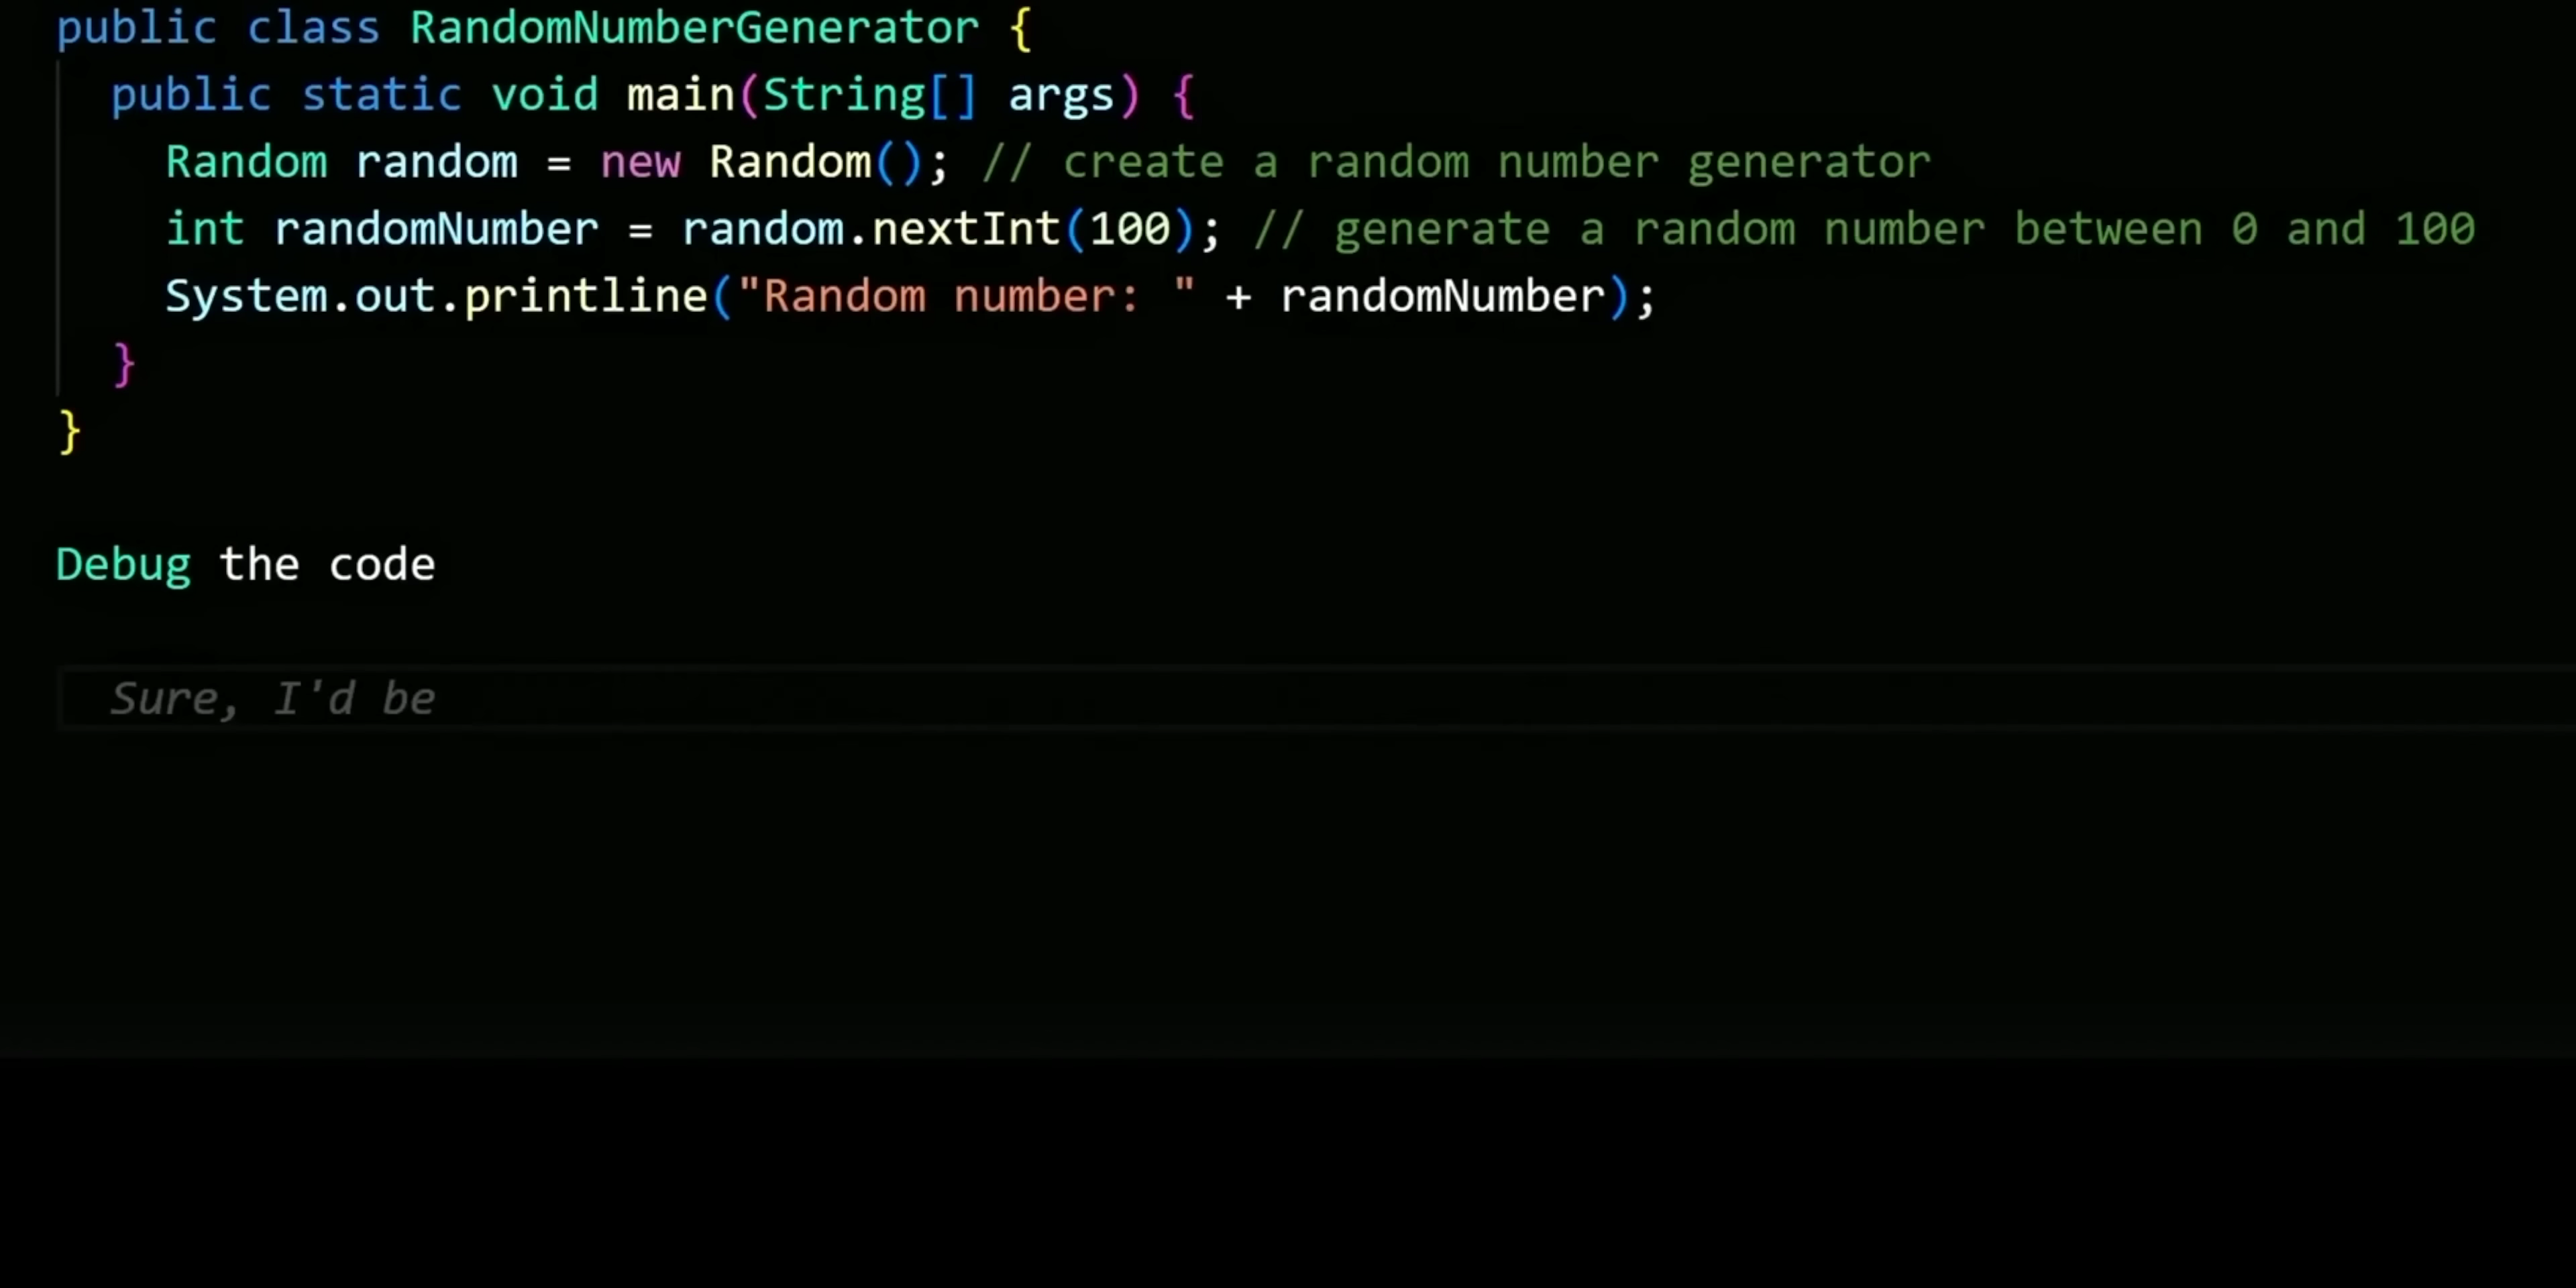 public class RandomNumberGenerator {
public static void main(String[] args) {
Random random = new Random(); // create a random number generator
int randomNumber = random.nextInt(100); // generate a random number between 0 and 100
System.out.printline("Random number: " + randomNumber);
}
}
Debug the code
Sure, I'd be